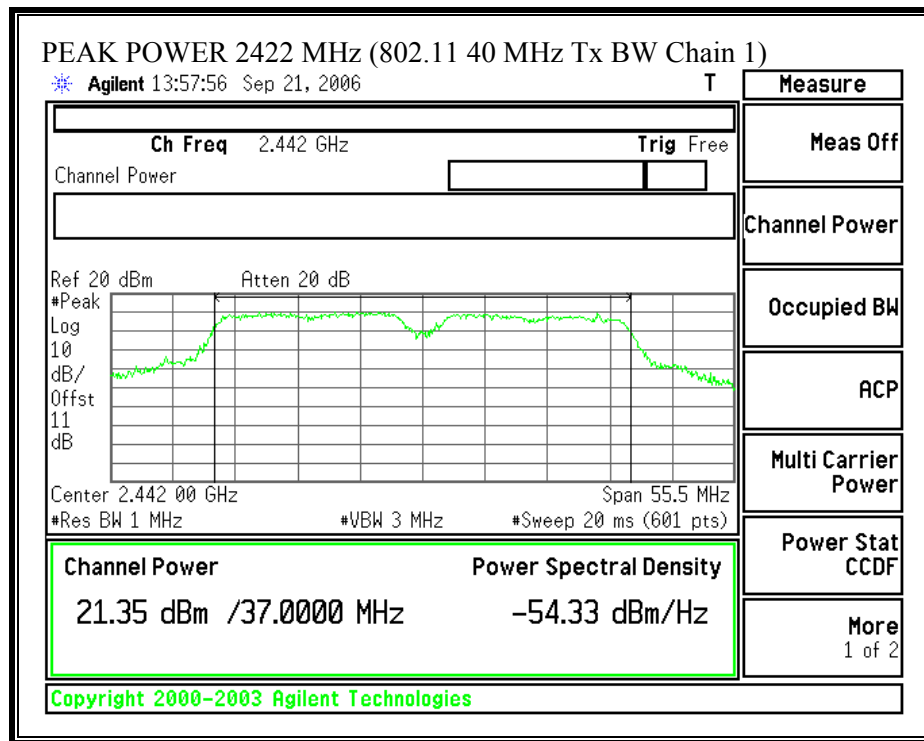 PEAK POWER 2422 MHz (802.11 40 MHz Tx BW Chain 1)
Agilent 13:57:56 Sep 21, 2006 T
Measure
Ch Freq 2.442 GHz Trig Free
Channel Power
Meas Off
Channel Power
Ref 20 dBm Atten 20 dB
#Peak
Log
10
dB/
Offst
11
dB
Occupied BW
ACP
Center 2.442 00 GHz Span 55.5 MHz
#Res BW 1 MHz #VBW 3 MHz #Sweep 20 ms (601 pts)
Multi Carrier
Power
Channel Power Power Spectral Density
21.35 dBm /37.0000 MHz -54.33 dBm/Hz
Power Stat
CCDF
More
1 of 2
Copyright 2000-2003 Agilent Technologies